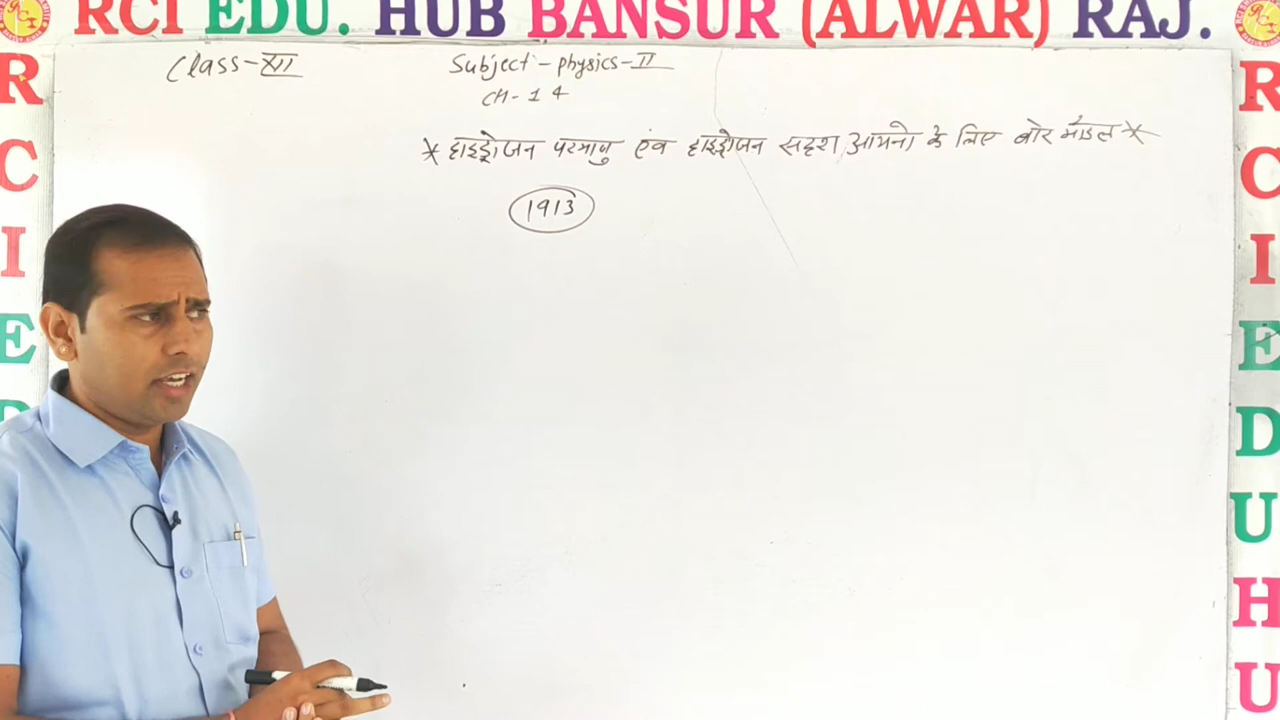 RCI EDU. HUB BANSUR (ALWAR) RAJ.
Class-XII
Subject - physics-II
CH-14
* हाइड्रोजन परमाणु एंव हाइड्रोजन सदृश आयनो के लिए बोर मॉडल *
1913
R
C
I
E
D
R
C
I
E
D
U
H
U